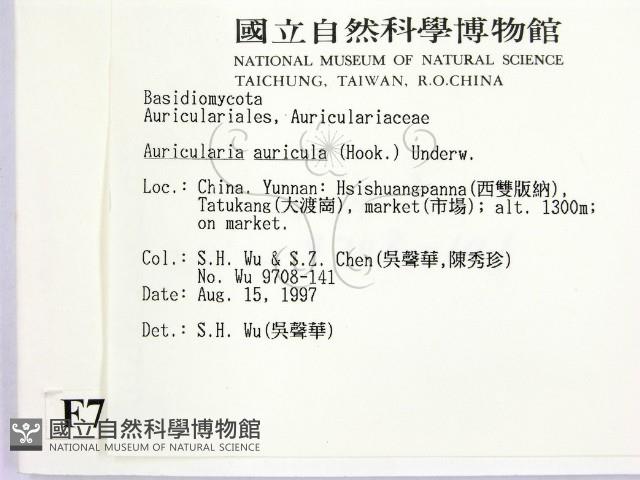 國立自然科學博物館
NATIONAL MUSEUM OF NATURAL SCIENCE
TAICHUNG, TAIWAN, R.O.CHINA
Basidiomycota
Auriculariales, Auriculariaceae
Auricularia auricula (Hook.) Underw.
Loc.: China. Yunnan: Hsishuangpanna(西雙版納),
Tatukang(大渡崗), market(市場); alt. 1300m;
on market.
Col.: S.H. Wu & S.Z. Chen(吳聲華,陳秀珍)
No. Wu 9708-141
Date: Aug. 15, 1997
Det.: S.H. Wu(吳聲華)
國立自然科學博物館
NATIONAL MUSEUM OF NATURAL SCIENCE